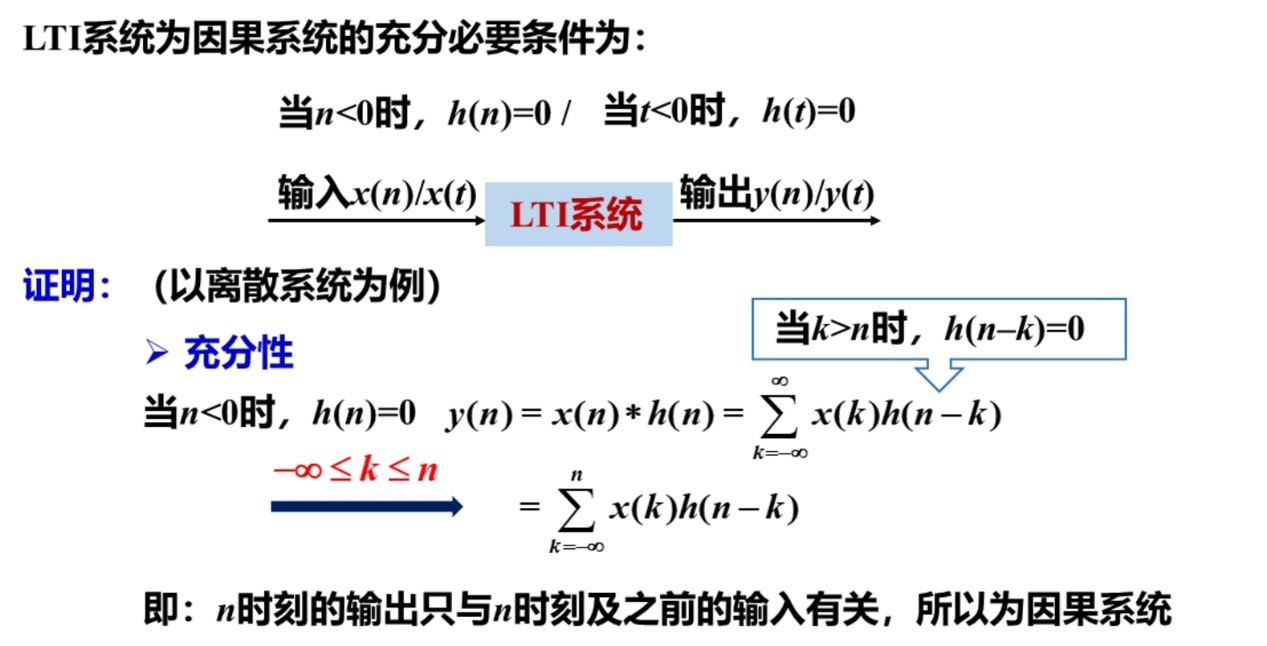 LTI系统为因果系统的充分必要条件为：
当n<0时，h(n)=0 / 当t<0时，h(t)=0
输入x(n)/x(t) LTI系统 输出y(n)/y(t)
证明：（以离散系统为例）
当k>n时，h(n–k)=0
➢ 充分性
当n<0时，h(n)=0 y(n) = x(n)*h(n) = ∑_{k=–∞}^{∞} x(k)h(n–k)
–∞ ≤ k ≤ n
= ∑_{k=–∞}^{n} x(k)h(n–k)
即：n时刻的输出只与n时刻及之前的输入有关，所以为因果系统